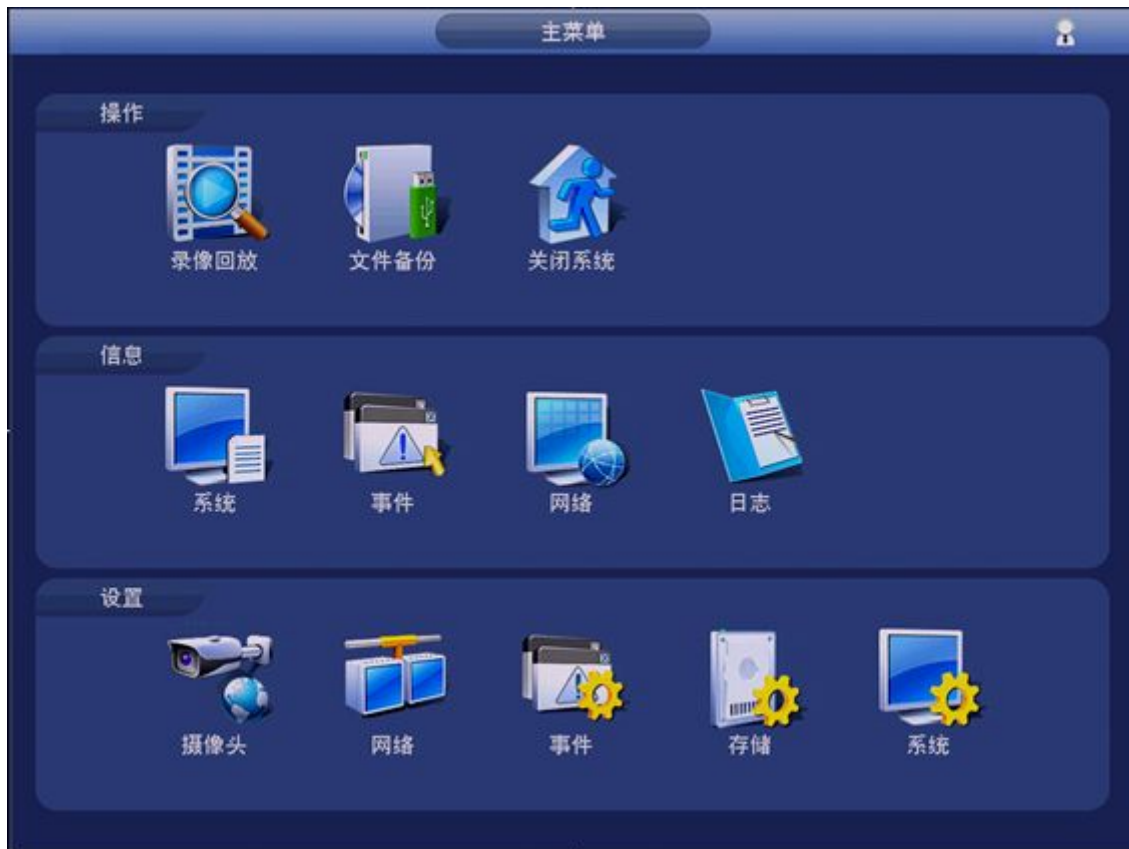 主菜单
操作
录像回放 文件备份 关闭系统
信息
系统 事件 网络 日志
设置
摄像头 网络 事件 存储 系统